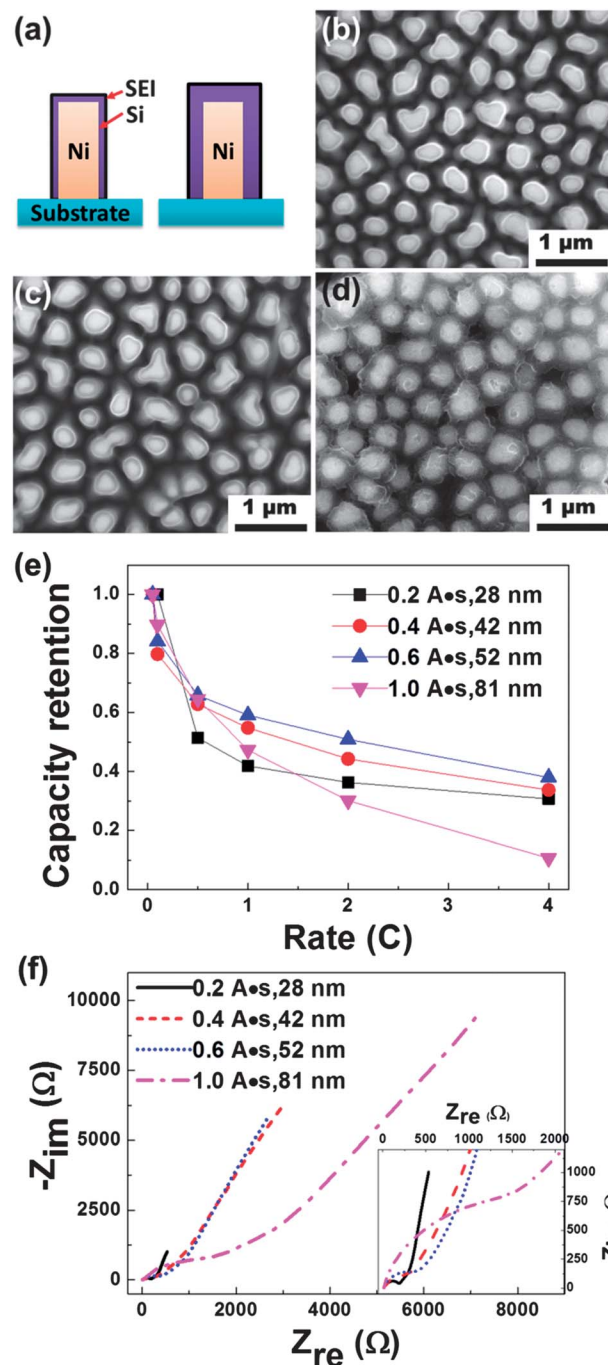 (a)
SEI
Si
Ni
Ni
Substrate
(b)
1 μm
(c)
1 μm
(d)
1 μm
(e)
Capacity retention
1.0
0.8
0.6
0.4
0.2
0.0
0.2 A•s,28 nm
0.4 A•s,42 nm
0.6 A•s,52 nm
1.0 A•s,81 nm
0 1 2 3 4
Rate (C)
(f)
-Zim (Ω)
10000
7500
5000
2500
0
0.2 A•s,28 nm
0.4 A•s,42 nm
0.6 A•s,52 nm
1.0 A•s,81 nm
Zre (Ω)
0 500 1000 1500 2000
1000
750
500
250
0
0 2000 4000 6000 8000
Zre (Ω)